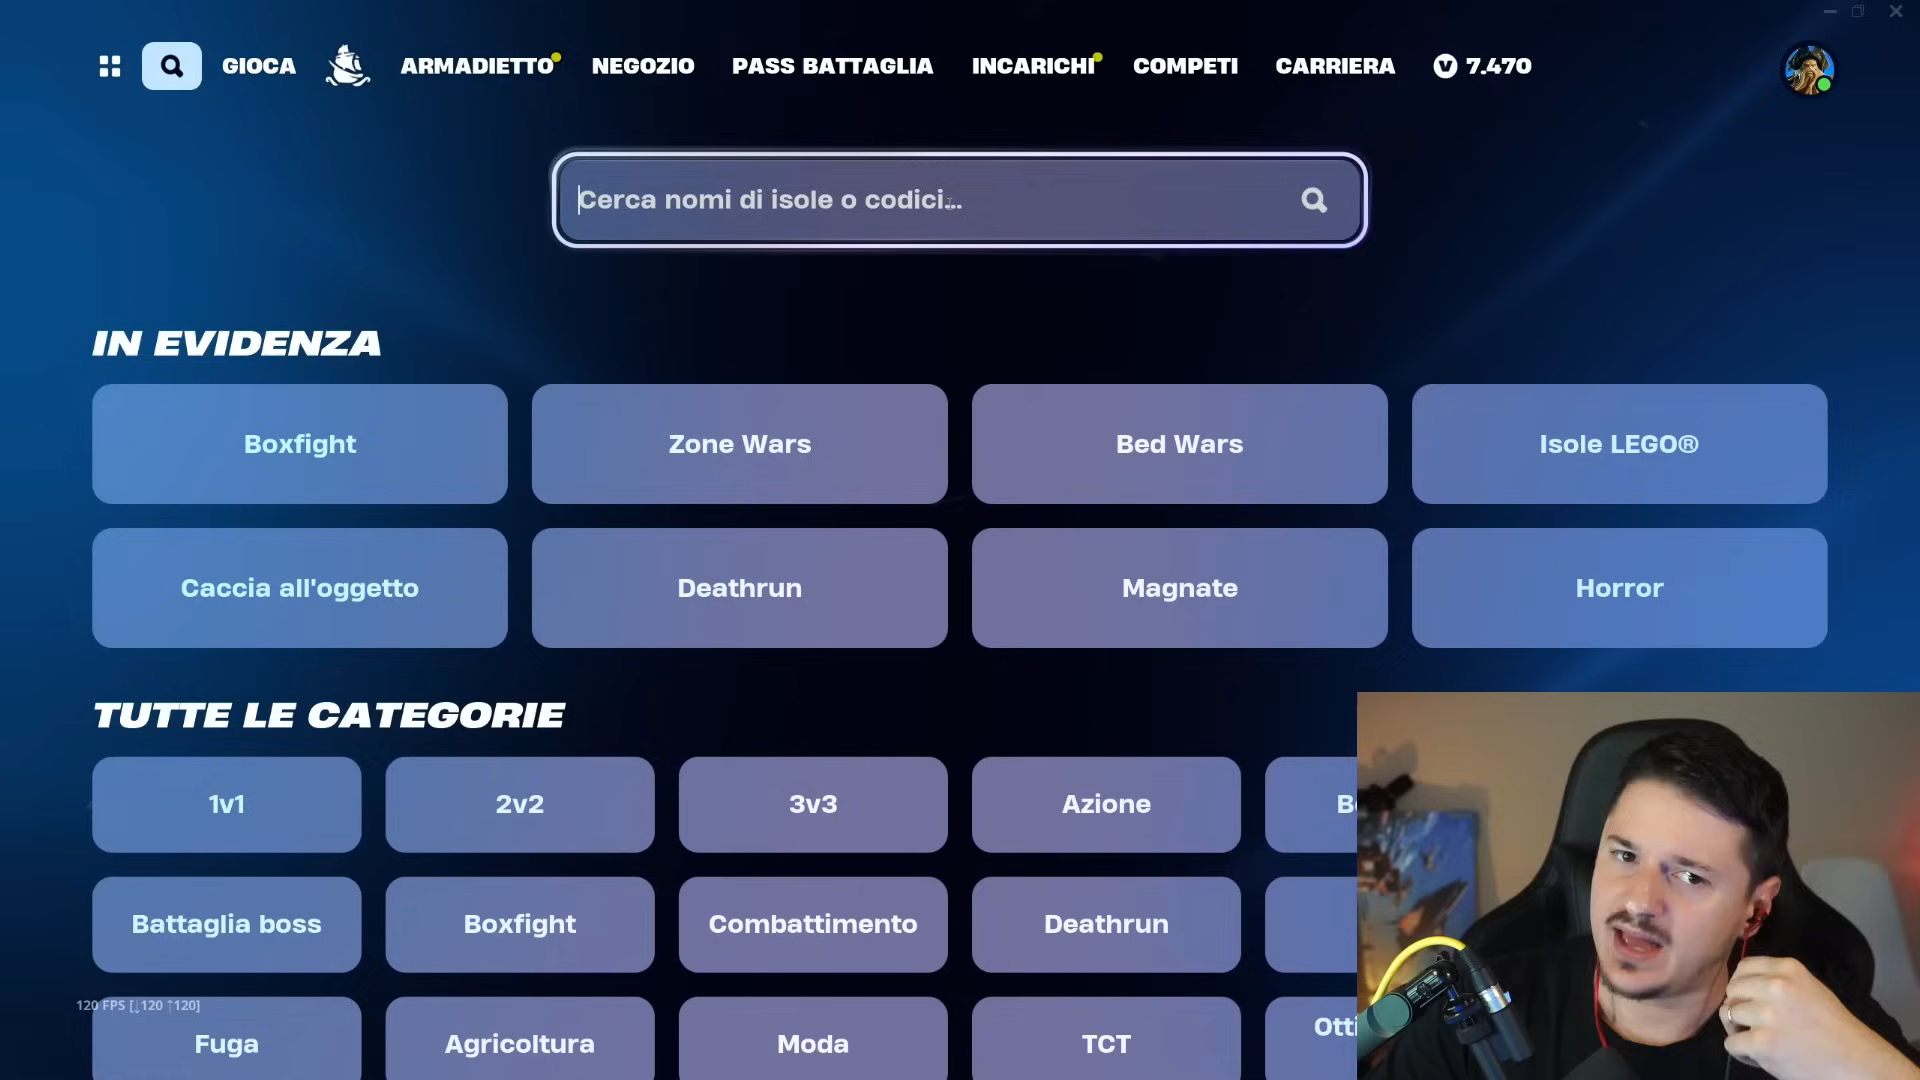 GIOCA ARMADIETTO NEGOZIO PASS BATTAGLIA INCARICHI COMPETI CARRIERA 7.470
Cerca nomi di isole o codici...
IN EVIDENZA
Boxfight Zone Wars Bed Wars Isole LEGO®
Caccia all'oggetto Deathrun Magnate Horror
TUTTE LE CATEGORIE
1v1 2v2 3v3 Azione
Battaglia boss Boxfight Combattimento Deathrun
120 FPS [↓120 ↑120]
Fuga Agricoltura Moda TCT